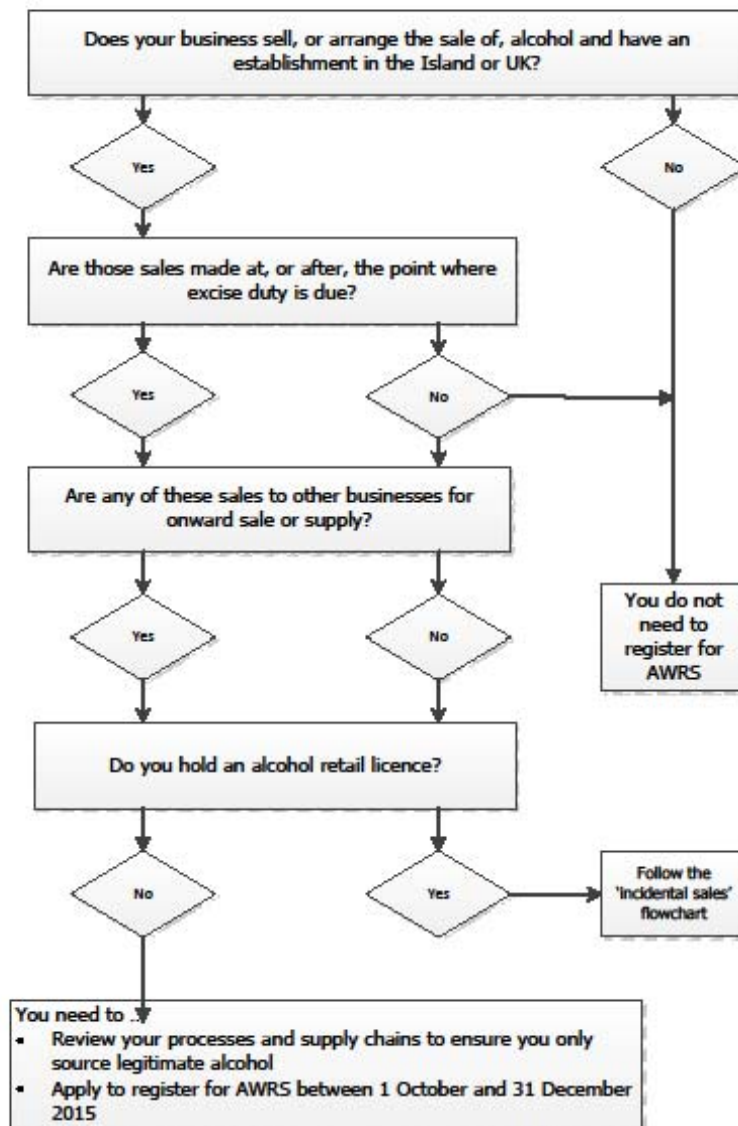 Does your business sell, or arrange the sale of, alcohol and have an
establishment in the Island or UK?
Yes
No
Are those sales made at, or after, the point where
excise duty is due?
Yes
No
Are any of these sales to other businesses for
onward sale or supply?
Yes
No
You do not
need to
register for
AWRS
Do you hold an alcohol retail licence?
No
Yes
Follow the
'incidental sales'
flowchart
You need to ...
▪ Review your processes and supply chains to ensure you only
source legitimate alcohol
▪ Apply to register for AWRS between 1 October and 31 December
2015